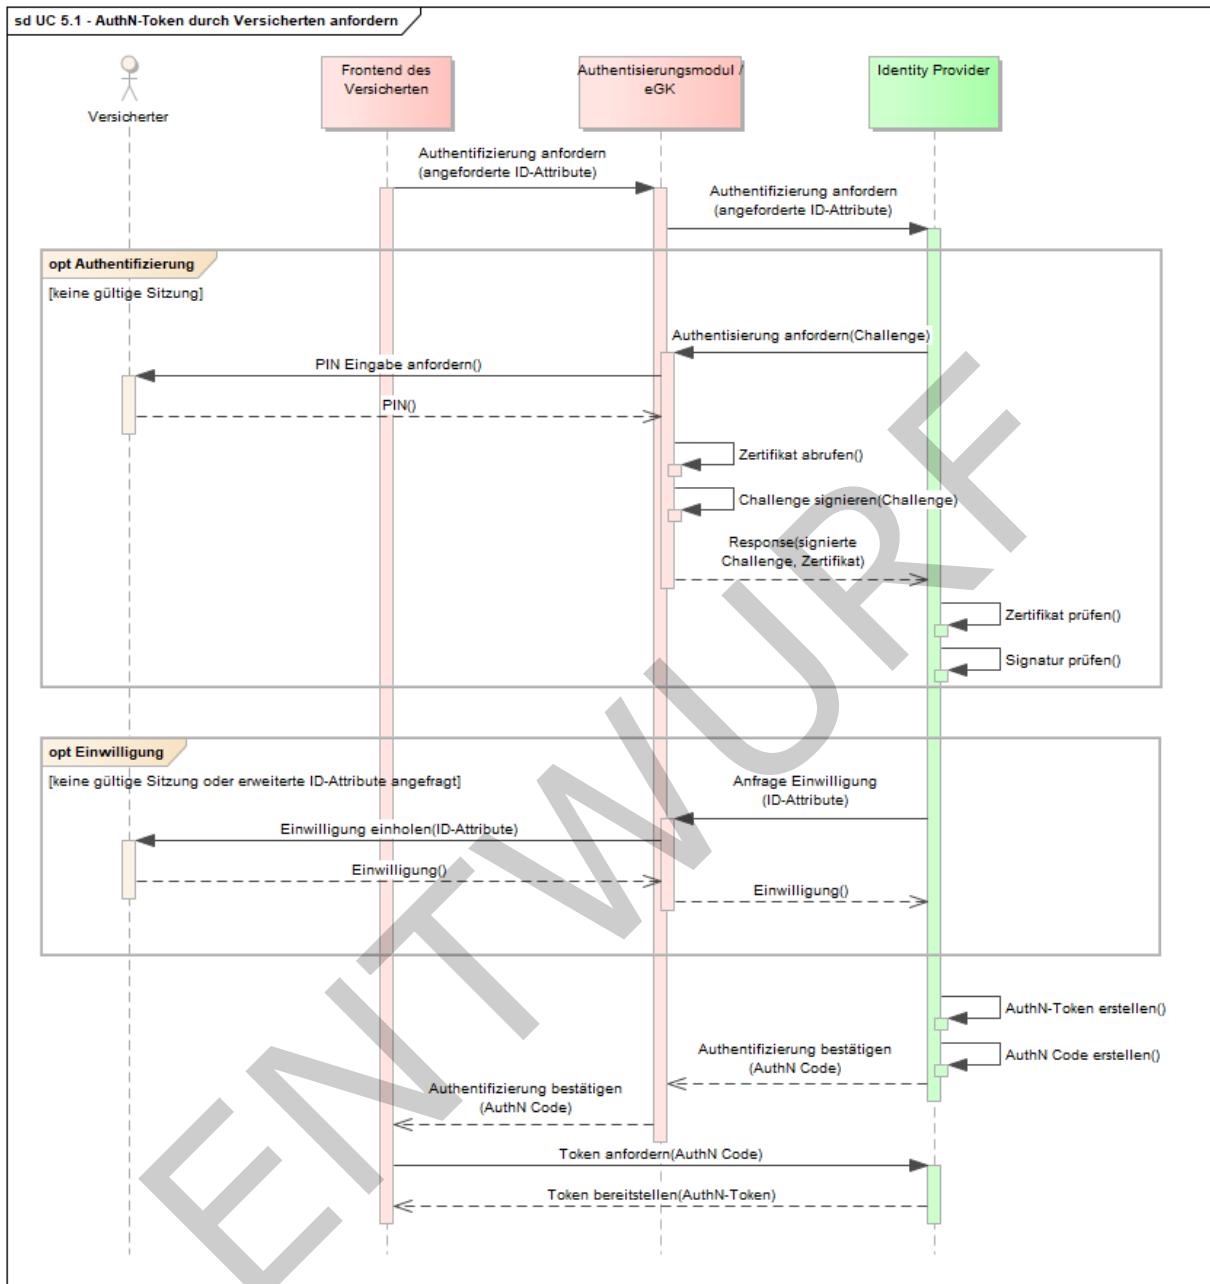 sd UC 5.1 - AuthN-Token durch Versicherten anfordern
Versicherter
Frontend des
Versicherten
Authentisierungsmodul /
eGK
Identity Provider
Authentifizierung anfordern
(angeforderte ID-Attribute)
Authentifizierung anfordern
(angeforderte ID-Attribute)
opt Authentifizierung
[keine gültige Sitzung]
Authentisierung anfordern(Challenge)
PIN Eingabe anfordern()
PIN()
Zertifikat abrufen()
Challenge signieren(Challenge)
Response(signierte
Challenge, Zertifikat)
Zertifikat prüfen()
Signatur prüfen()
opt Einwilligung
[keine gültige Sitzung oder erweiterte ID-Attribute angefragt]
Anfrage Einwilligung
(ID-Attribute)
Einwilligung einholen(ID-Attribute)
Einwilligung()
Einwilligung()
AuthN-Token erstellen()
AuthN Code erstellen()
Authentifizierung bestätigen
(AuthN Code)
Authentifizierung bestätigen
(AuthN Code)
Token anfordern(AuthN Code)
Token bereitstellen(AuthN-Token)
ENTWURF